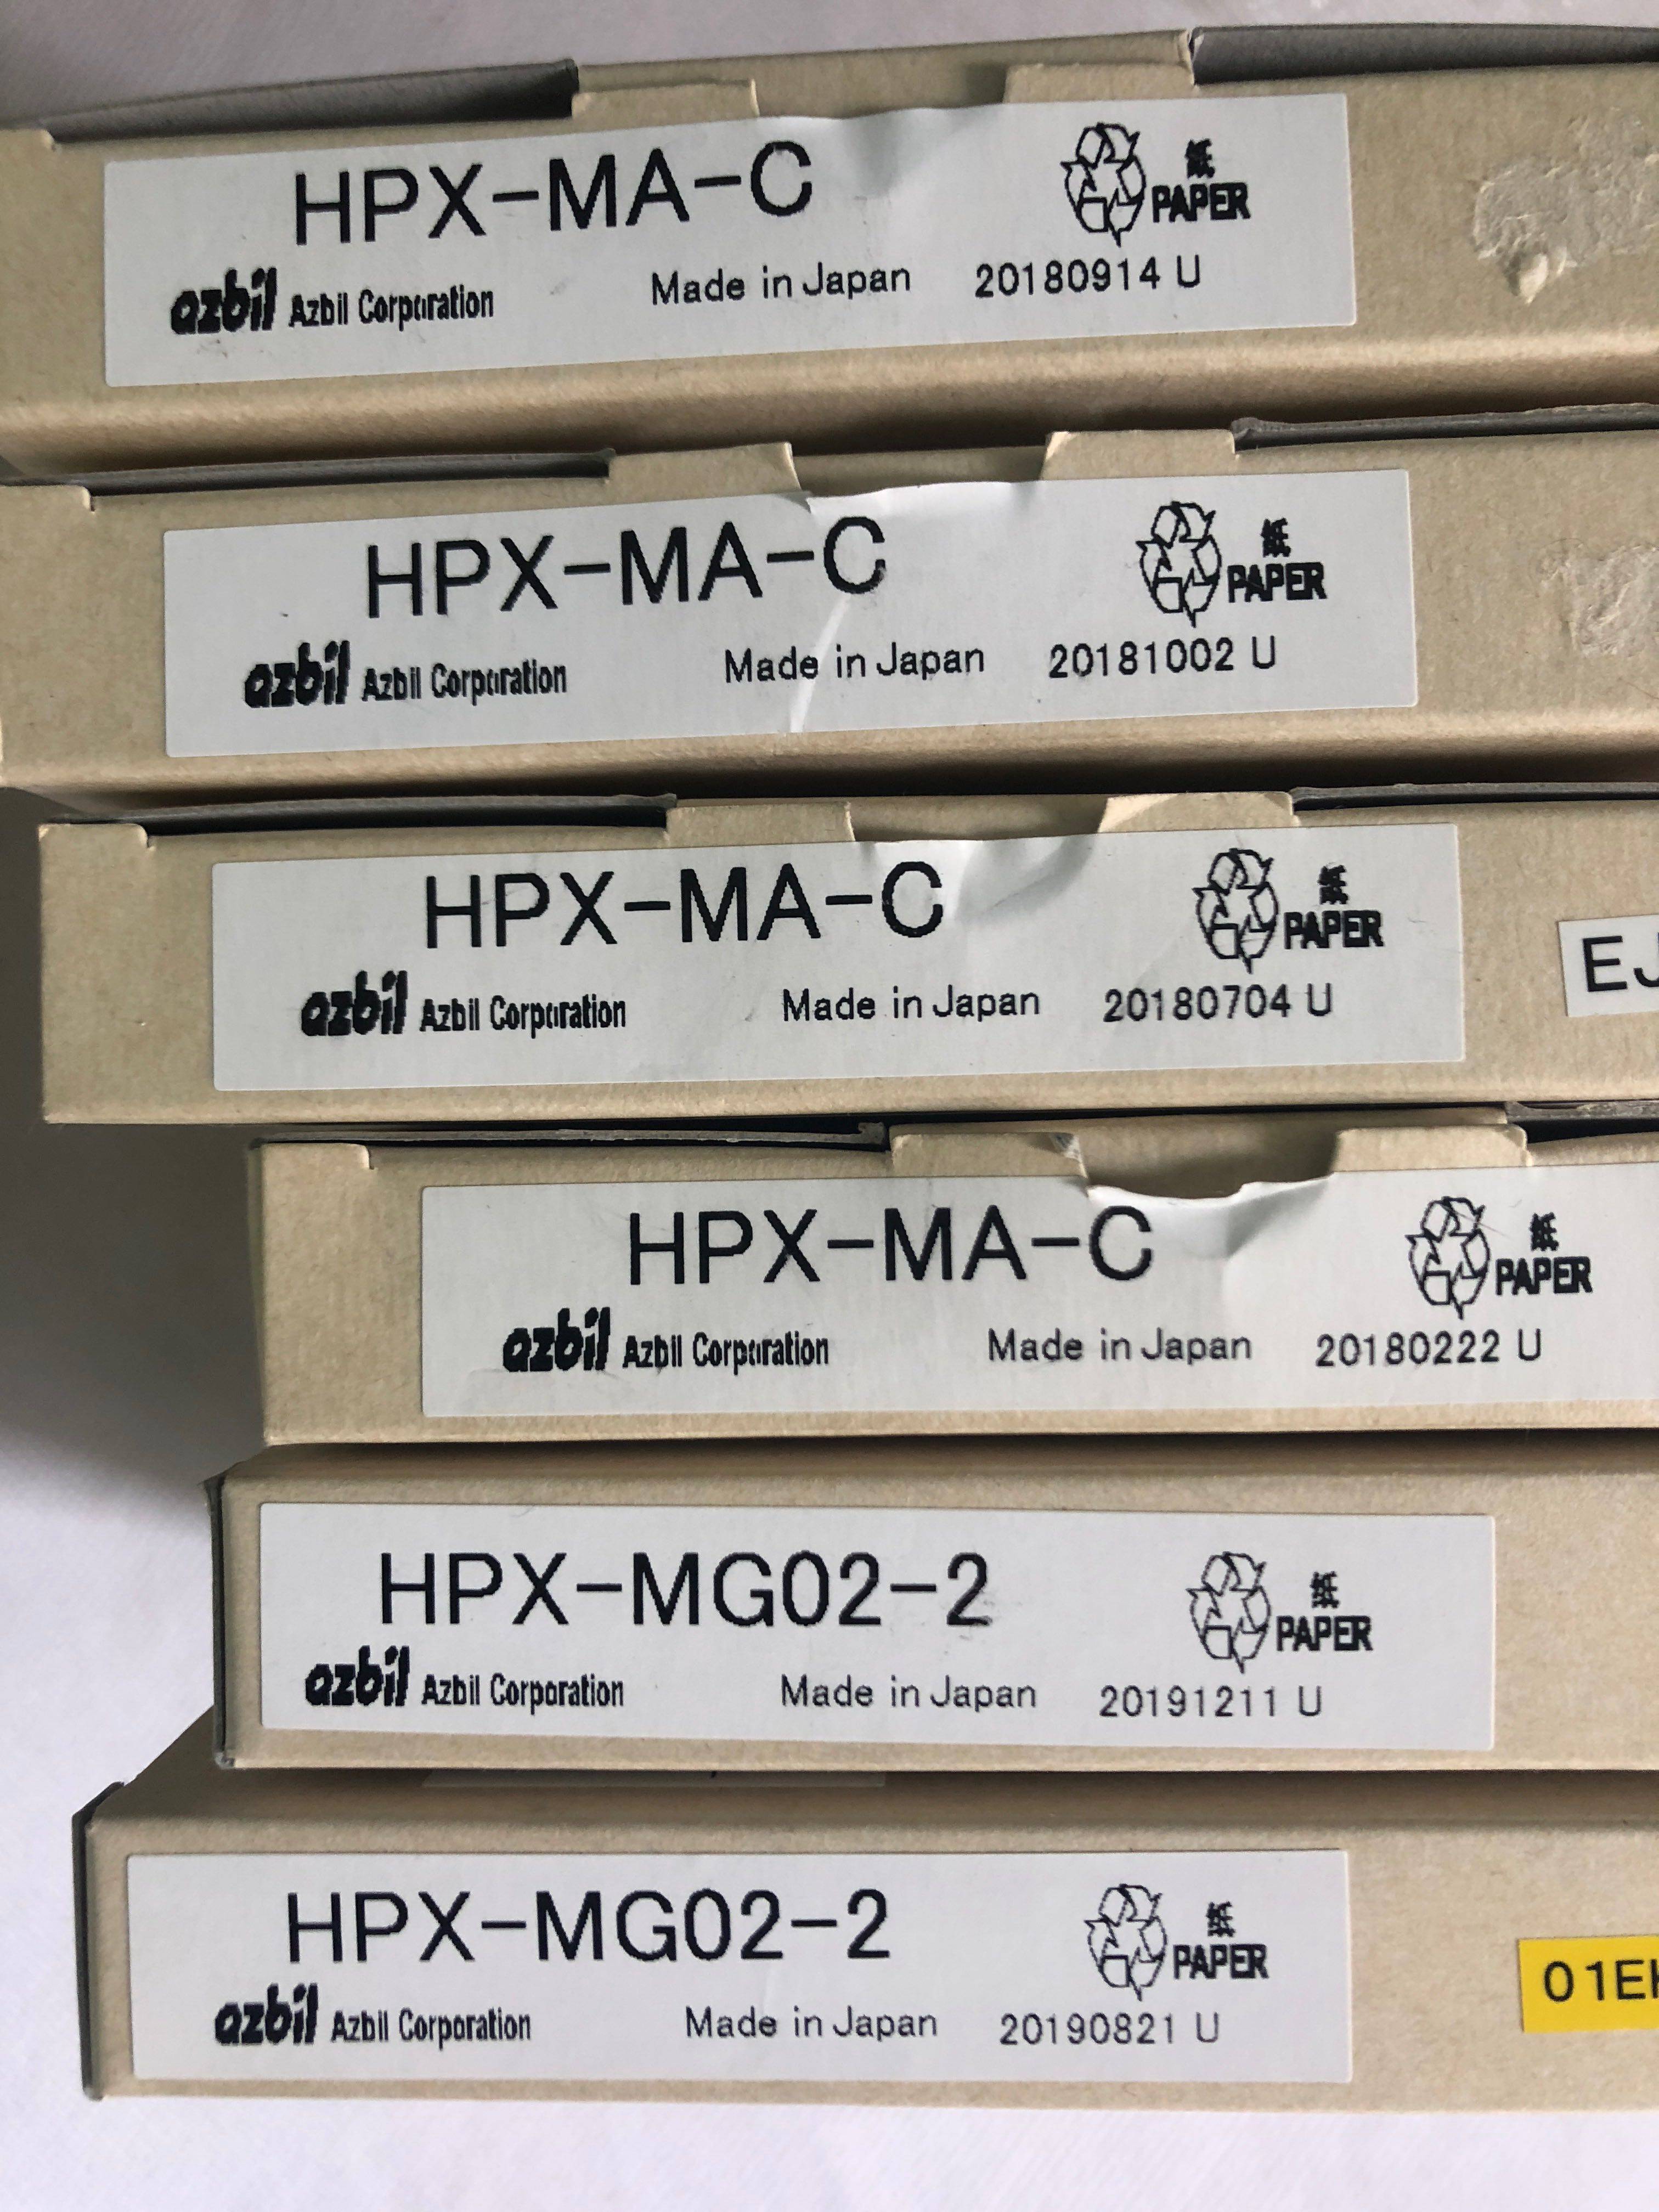 HPX-MA-C
紙
PAPER
azbil Azbil Corporation Made in Japan 20180914 U
HPX-MA-C
紙
PAPER
azbil Azbil Corporation Made in Japan 20181002 U
HPX-MA-C
紙
PAPER
azbil Azbil Corporation Made in Japan 20180704 U
EJ
HPX-MA-C
紙
PAPER
azbil Azbil Corporation Made in Japan 20180222 U
HPX-MG02-2
紙
PAPER
azbil Azbil Corporation Made in Japan 20191211 U
HPX-MG02-2
紙
PAPER
azbil Azbil Corporation Made in Japan 20190821 U